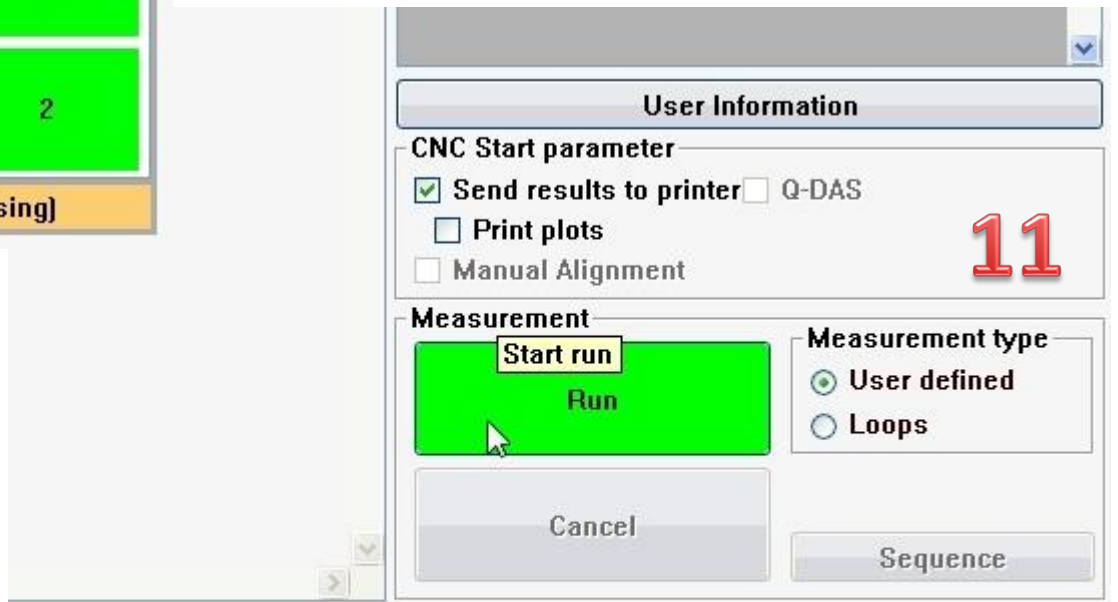 2
sing)
User Information
CNC Start parameter
Send results to printer Q-DAS
Print plots
Manual Alignment
11
Measurement
Start run
Run
Cancel
Measurement type
User defined
Loops
Sequence